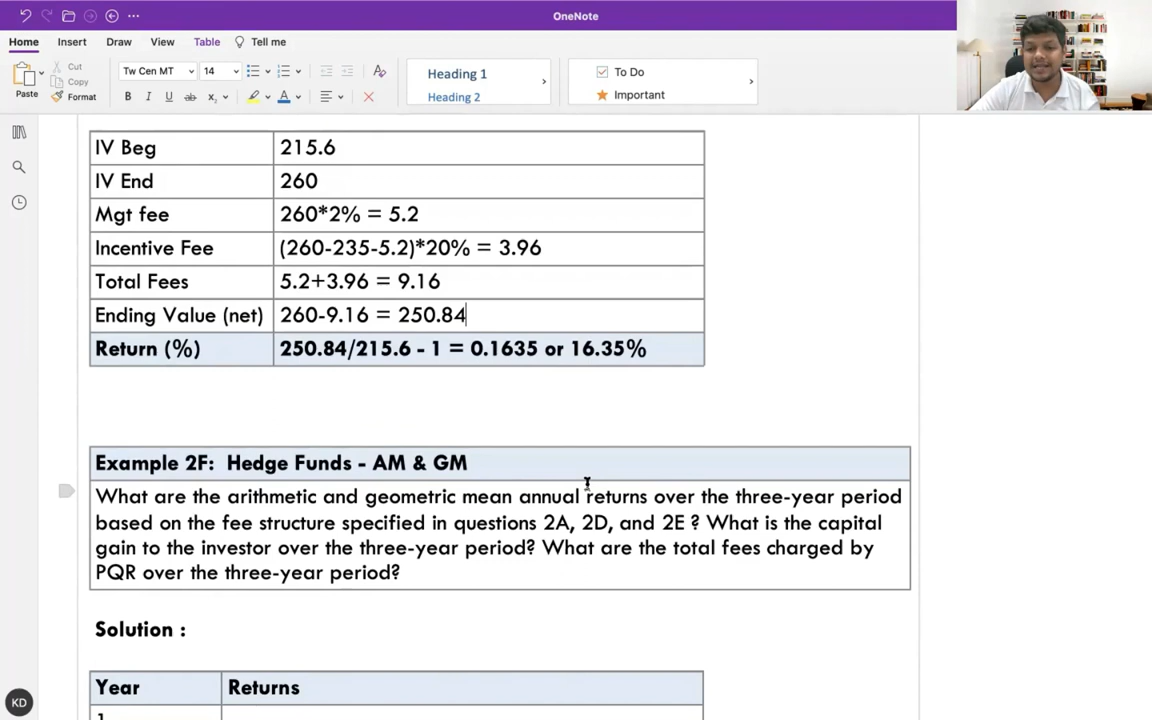 OneNote
Home Insert Draw View Table Tell me
Paste
Cut
Copy
Format
Tw Cen MT 14
B I U ab x₂ A
Heading 1
Heading 2
To Do
Important
IV Beg 215.6
IV End 260
Mgt fee 260*2% = 5.2
Incentive Fee (260-235-5.2)*20% = 3.96
Total Fees 5.2+3.96 = 9.16
Ending Value (net) 260-9.16 = 250.84
Return (%) 250.84/215.6 - 1 = 0.1635 or 16.35%
Example 2F: Hedge Funds - AM & GM
What are the arithmetic and geometric mean annual returns over the three-year period
based on the fee structure specified in questions 2A, 2D, and 2E ? What is the capital
gain to the investor over the three-year period? What are the total fees charged by
PQR over the three-year period?
Solution :
Year Returns
1
KD